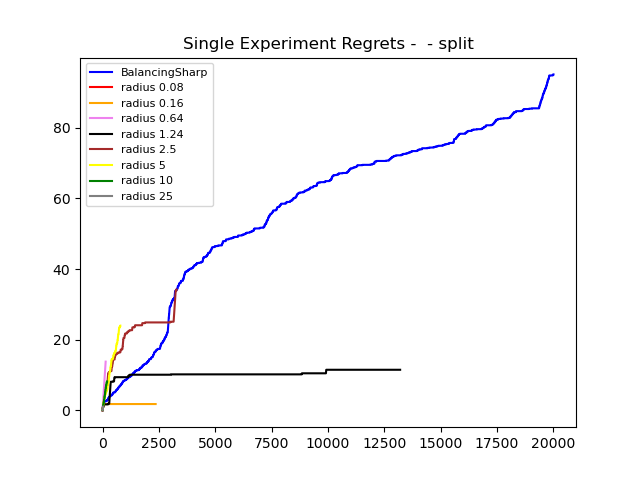 Single Experiment Regrets -  - split
BalancingSharp
radius 0.08
radius 0.16
radius 0.64
radius 1.24
radius 2.5
radius 5
radius 10
radius 25
80
60
40
20
0
0 2500 5000 7500 10000 12500 15000 17500 20000